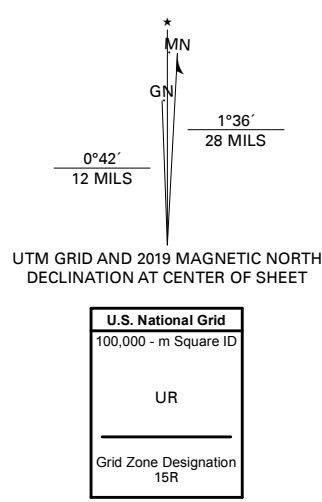 ★
MN
GN
1°36´
28 MILS
0°42´
12 MILS
UTM GRID AND 2019 MAGNETIC NORTH
DECLINATION AT CENTER OF SHEET
U.S. National Grid
100,000 - m Square ID
UR
Grid Zone Designation
15R